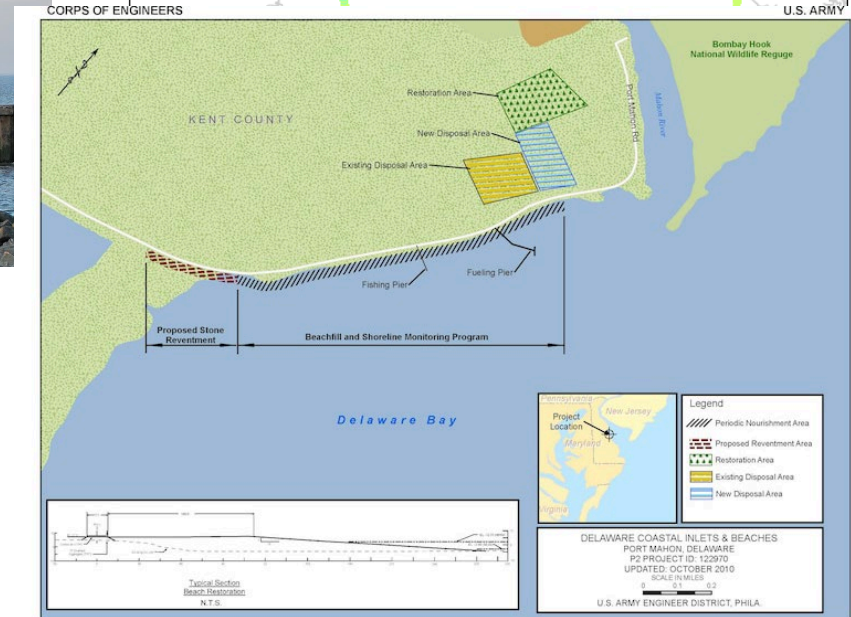 CORPS OF ENGINEERS
U.S. ARMY
Bombay Hook
National Wildlife Reguge
KENT COUNTY
Restoration Area
New Disposal Area
Existing Disposal Area
Port Mahon Rd
Mahon River
Fishing Pier
Fueling Pier
Proposed Stone
Reventment
Beachfill and Shoreline Monitoring Program
Delaware Bay
Pennsylvania
New Jersey
Project
Location
Maryland
Virginia
Legend
Periodic Nourishment Area
Proposed Reventment Area
Restoration Area
Existing Disposal Area
New Disposal Area
Typical Section
Beach Restoration
N.T.S.
DELAWARE COASTAL INLETS & BEACHES
PORT MAHON, DELAWARE
P2 PROJECT ID: 122970
UPDATED: OCTOBER 2010
SCALE IN MILES
0 0.1 0.2
U.S. ARMY ENGINEER DISTRICT, PHILA.